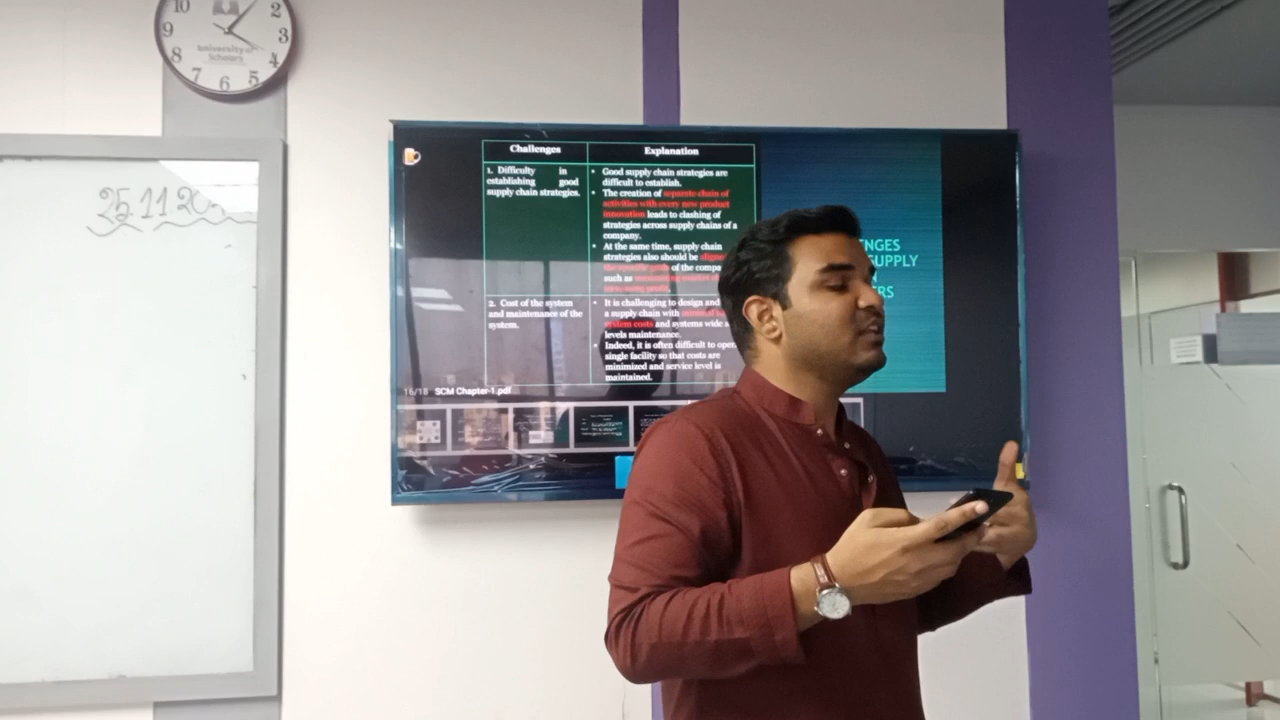 10
2
9
3
8
4
7
6
5
University of
Scholars
25.11.20
Challenges
Explanation
1. Difficulty in
establishing good
supply chain strategies.
• Good supply chain strategies are
difficult to establish.
• The creation of separate chain of
activities with every new product
innovation leads to clashing of
strategies across supply chains of a
company.
• At the same time, supply chain
strategies also should be
of the
such as
2. Cost of the system
and maintenance of the
system.
• It is challenging to design and
a supply chain with
system costs and systems wide
levels maintenance.
• Indeed, it is often difficult to
single facility so that costs are
minimized and service level is
maintained.
SUPPLY
16/18 SCM Chapter-1.pdf